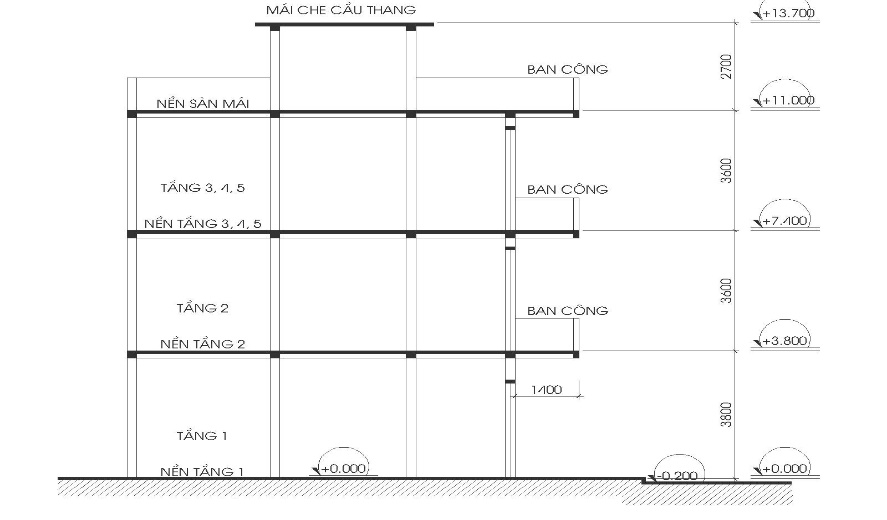 MÁI CHE CẦU THANG
+13.700
2700
BAN CÔNG
NỀN SÀN MÁI
+11.000
3600
TẦNG 3, 4, 5
BAN CÔNG
NỀN TẦNG 3, 4, 5
+7.400
3600
TẦNG 2
BAN CÔNG
NỀN TẦNG 2
+3.800
1400
3800
TẦNG 1
NỀN TẦNG 1
+0.000
-0.200
+0.000